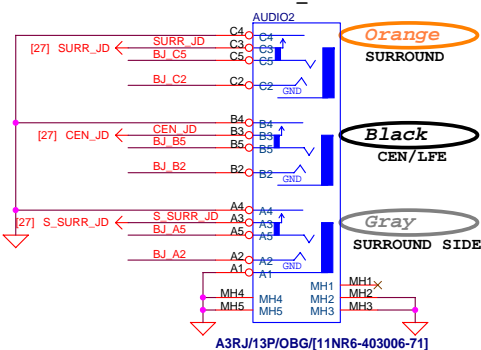 AUDIO2
C4 C4
[27] SURR_JD SURR_JD C3 C3
BJ_C5 C5 C5
BJ_C2 C2 C2
GND
Orange
SURROUND
B4 B4
[27] CEN_JD CEN_JD B3 B3
BJ_B5 B5 B5
BJ_B2 B2 B2
GND
Black
CEN/LFE
A4 A4
[27] S_SURR_JD S_SURR_JD A3 A3
BJ_A5 A5 A5
BJ_A2 A2 A2
GND
A1 A1
Gray
SURROUND SIDE
MH1 MH1
MH4 MH4 MH2 MH2
MH5 MH5 MH3 MH3
A3RJ/13P/OBG/[11NR6-403006-71]